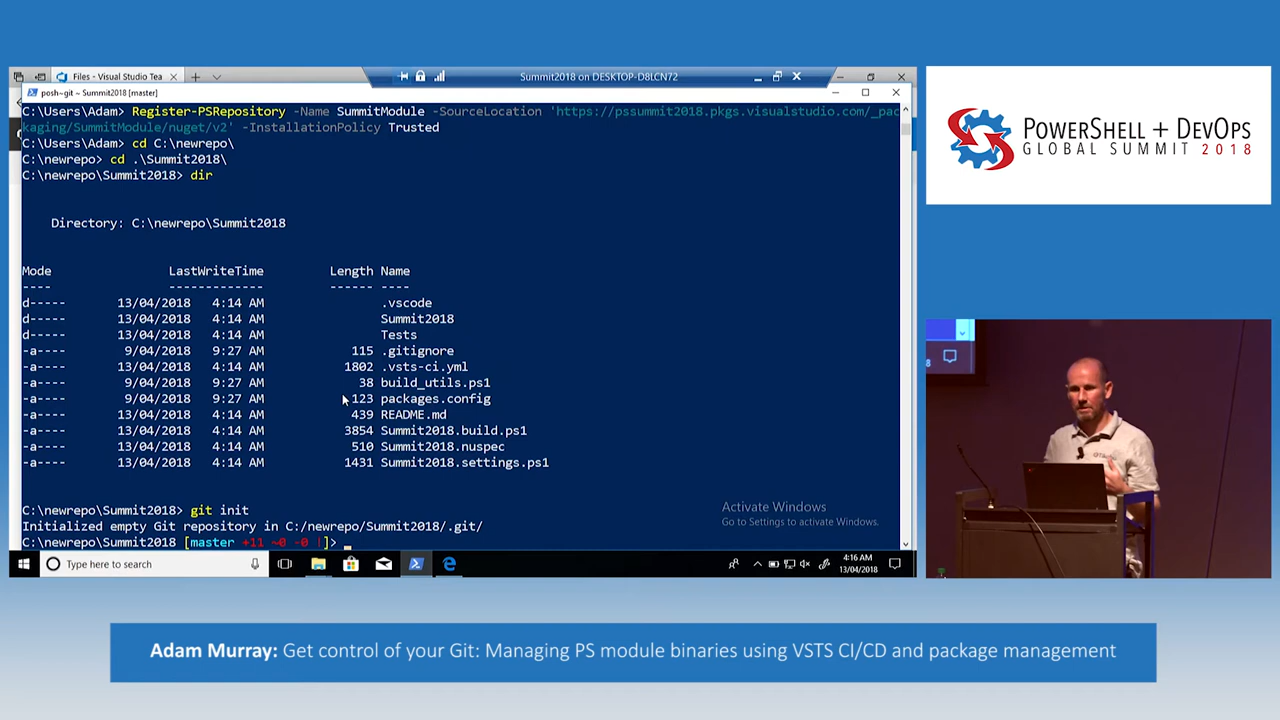 Files - Visual Studio Tea
Summit2018 on DESKTOP-D8LCN72
posh~git ~ Summit2018 [master]
C:\Users\Adam> Register-PSRepository -Name SummitModule -SourceLocation 'https://pssummit2018.pkgs.visualstudio.com/_pac
kaging/SummitModule/nuget/v2' -InstallationPolicy Trusted
C:\Users\Adam> cd C:\newrepo\
C:\newrepo> cd .\Summit2018\
C:\newrepo\Summit2018> dir
Directory: C:\newrepo\Summit2018
Mode LastWriteTime Length Name
---- ------------- ------ ----
d----- 13/04/2018 4:14 AM .vscode
d----- 13/04/2018 4:14 AM Summit2018
d----- 13/04/2018 4:14 AM Tests
-a---- 9/04/2018 9:27 AM 115 .gitignore
-a---- 13/04/2018 4:14 AM 1802 .vsts-ci.yml
-a---- 9/04/2018 9:27 AM 38 build_utils.ps1
-a---- 9/04/2018 9:27 AM 123 packages.config
-a---- 13/04/2018 4:14 AM 439 README.md
-a---- 13/04/2018 4:14 AM 3854 Summit2018.build.ps1
-a---- 13/04/2018 4:14 AM 510 Summit2018.nuspec
-a---- 13/04/2018 4:14 AM 1431 Summit2018.settings.ps1
C:\newrepo\Summit2018> git init
Initialized empty Git repository in C:/newrepo/Summit2018/.git/
C:\newrepo\Summit2018 [master +11 ~0 -0 !]>
Activate Windows
Go to Settings to activate Windows.
Type here to search
4:16 AM
13/04/2018
POWERSHELL + DEVOPS
GLOBAL SUMMIT 2018
Adam Murray: Get control of your Git: Managing PS module binaries using VSTS CI/CD and package management